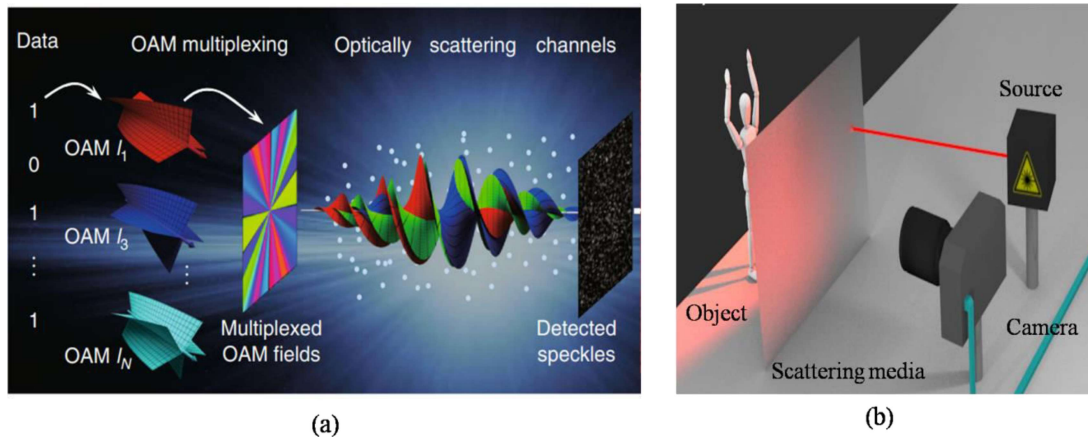 Data
OAM multiplexing
Optically scattering channels
1
OAM l1
0
1
OAM l3
⋮
⋮
1
OAM lN
Multiplexed
OAM fields
Detected
speckles
(a)
Source
Object
Camera
Scattering media
(b)